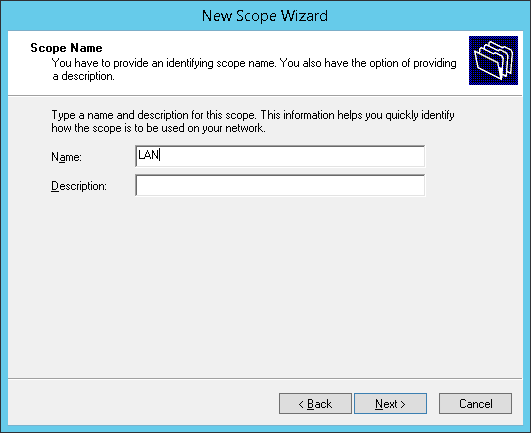 New Scope Wizard
Scope Name
You have to provide an identifying scope name. You also have the option of providing
a description.
Type a name and description for this scope. This information helps you quickly identify
how the scope is to be used on your network.
Name:
LAN
Description:
< Back
Next >
Cancel